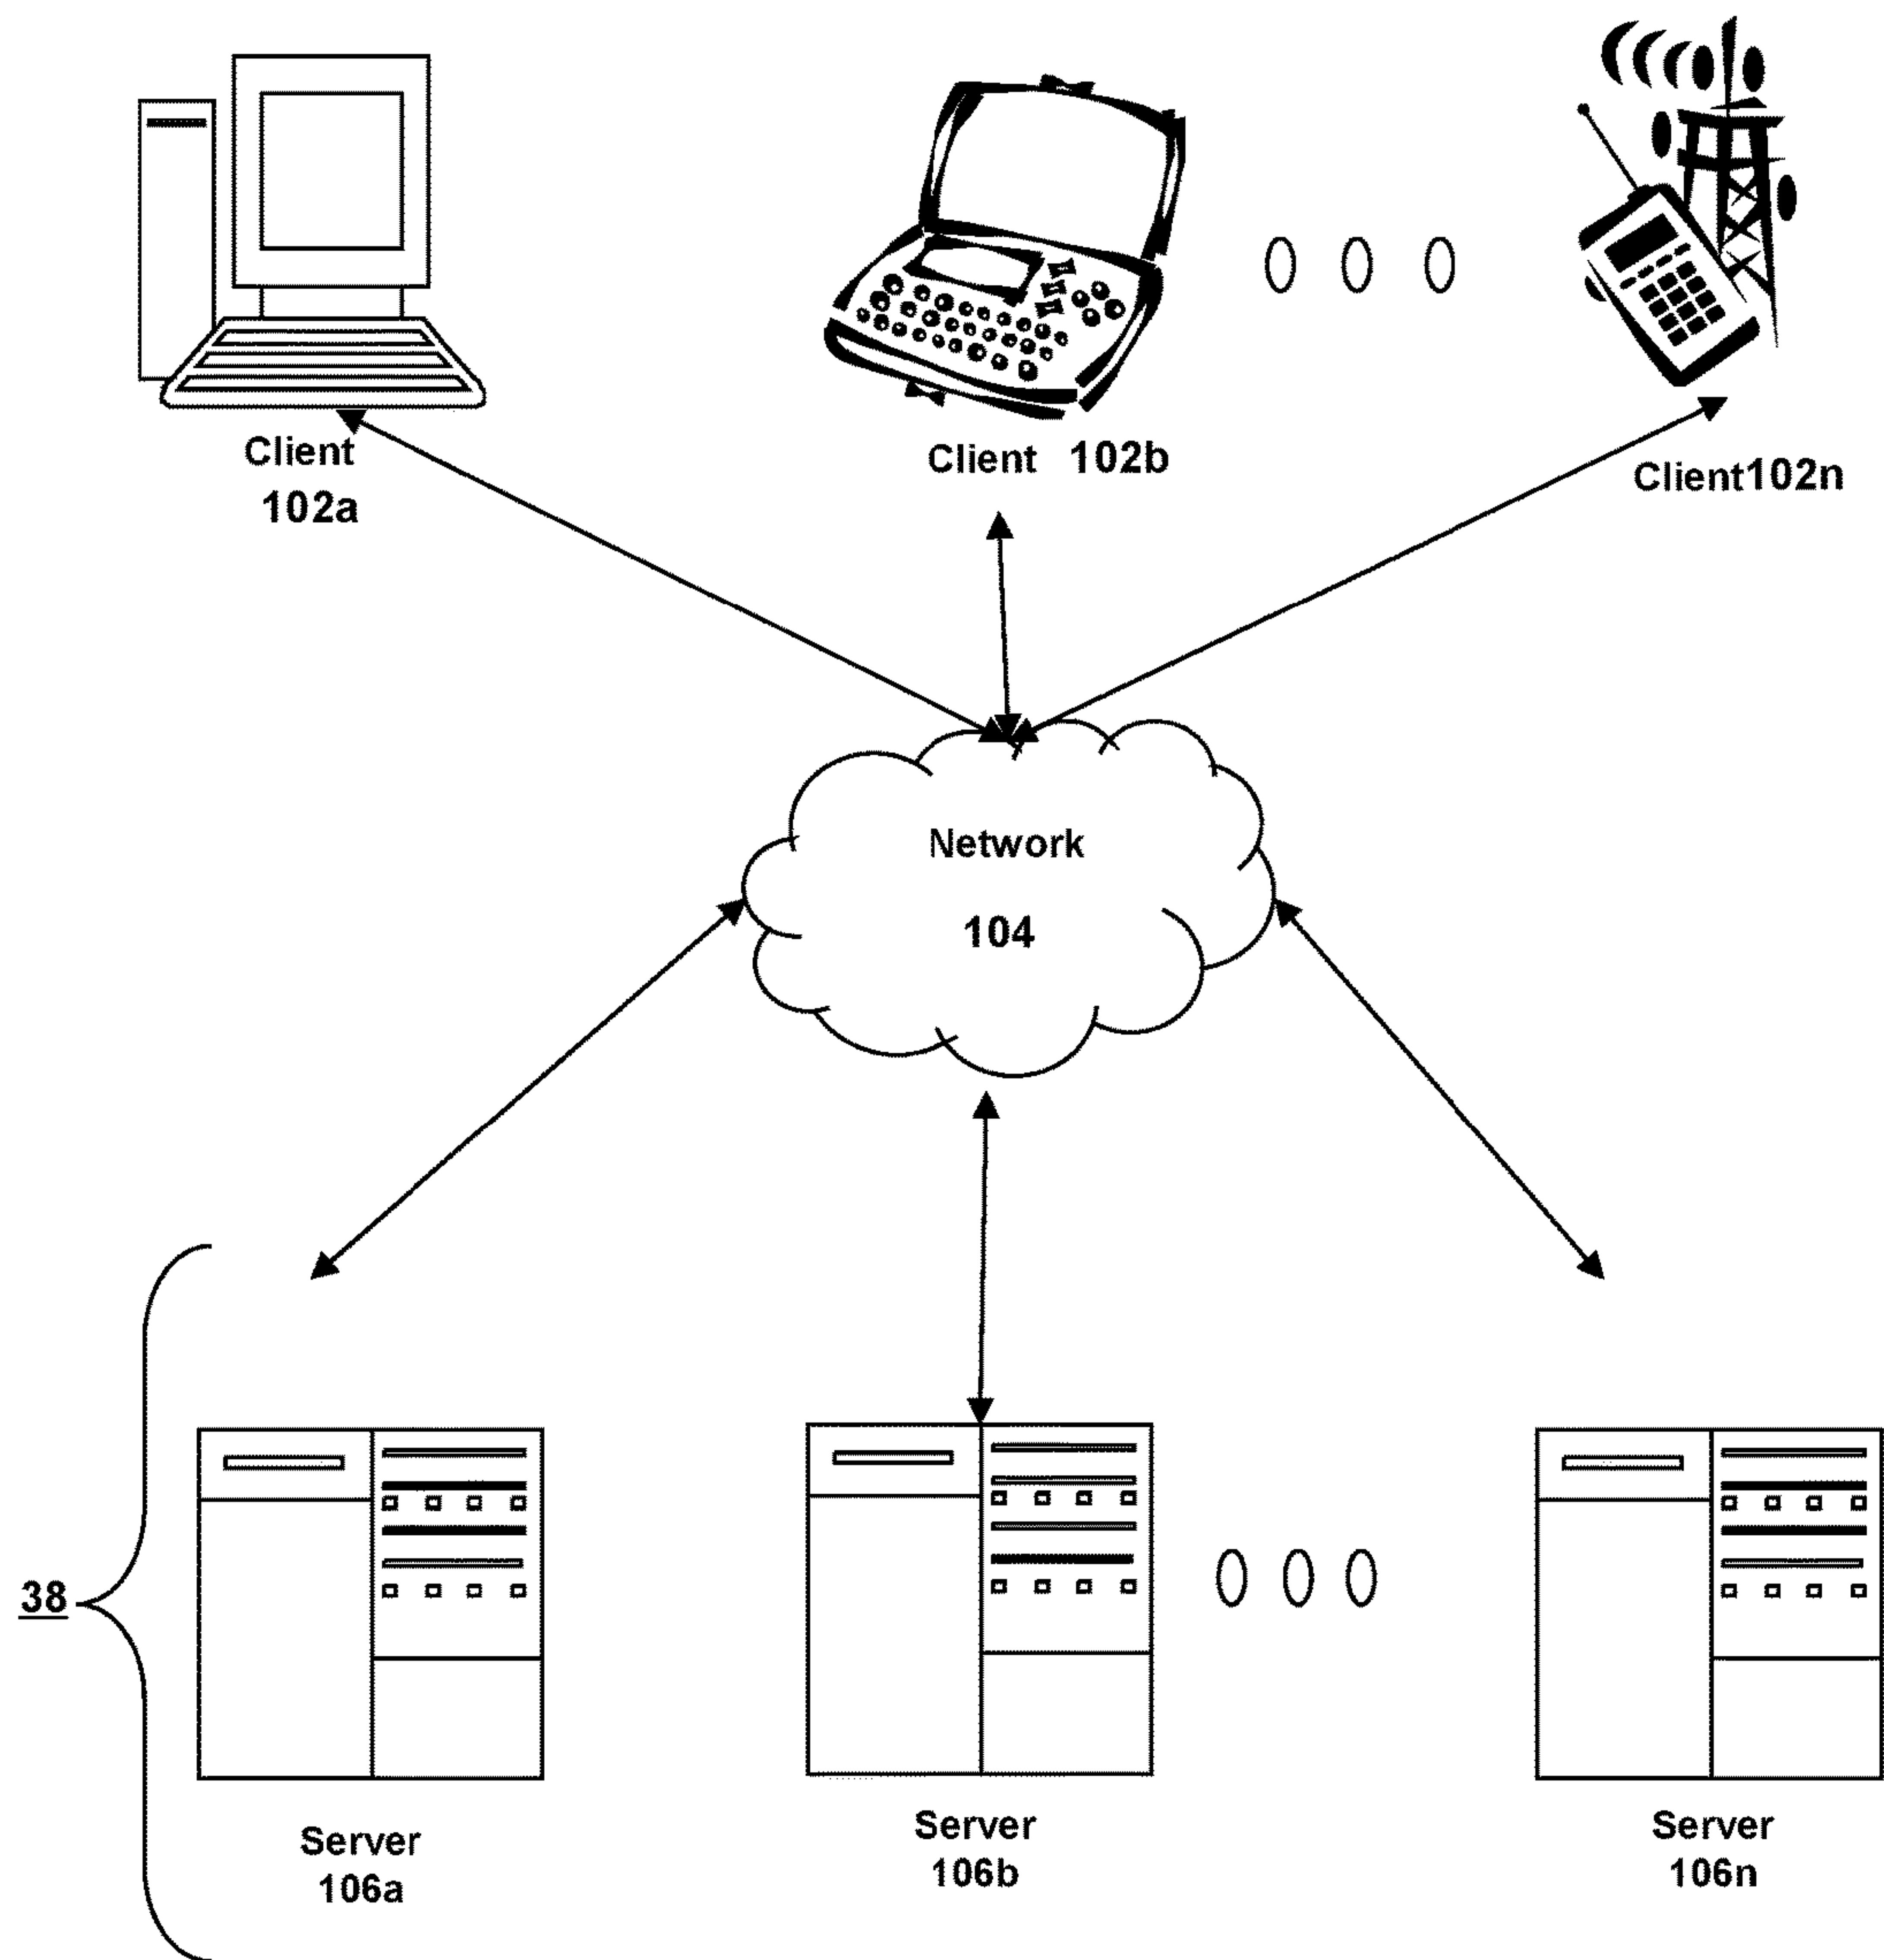 Client
102a
Client 102b
Client102n
Network
104
38
Server
106a
Server
106b
Server
106n